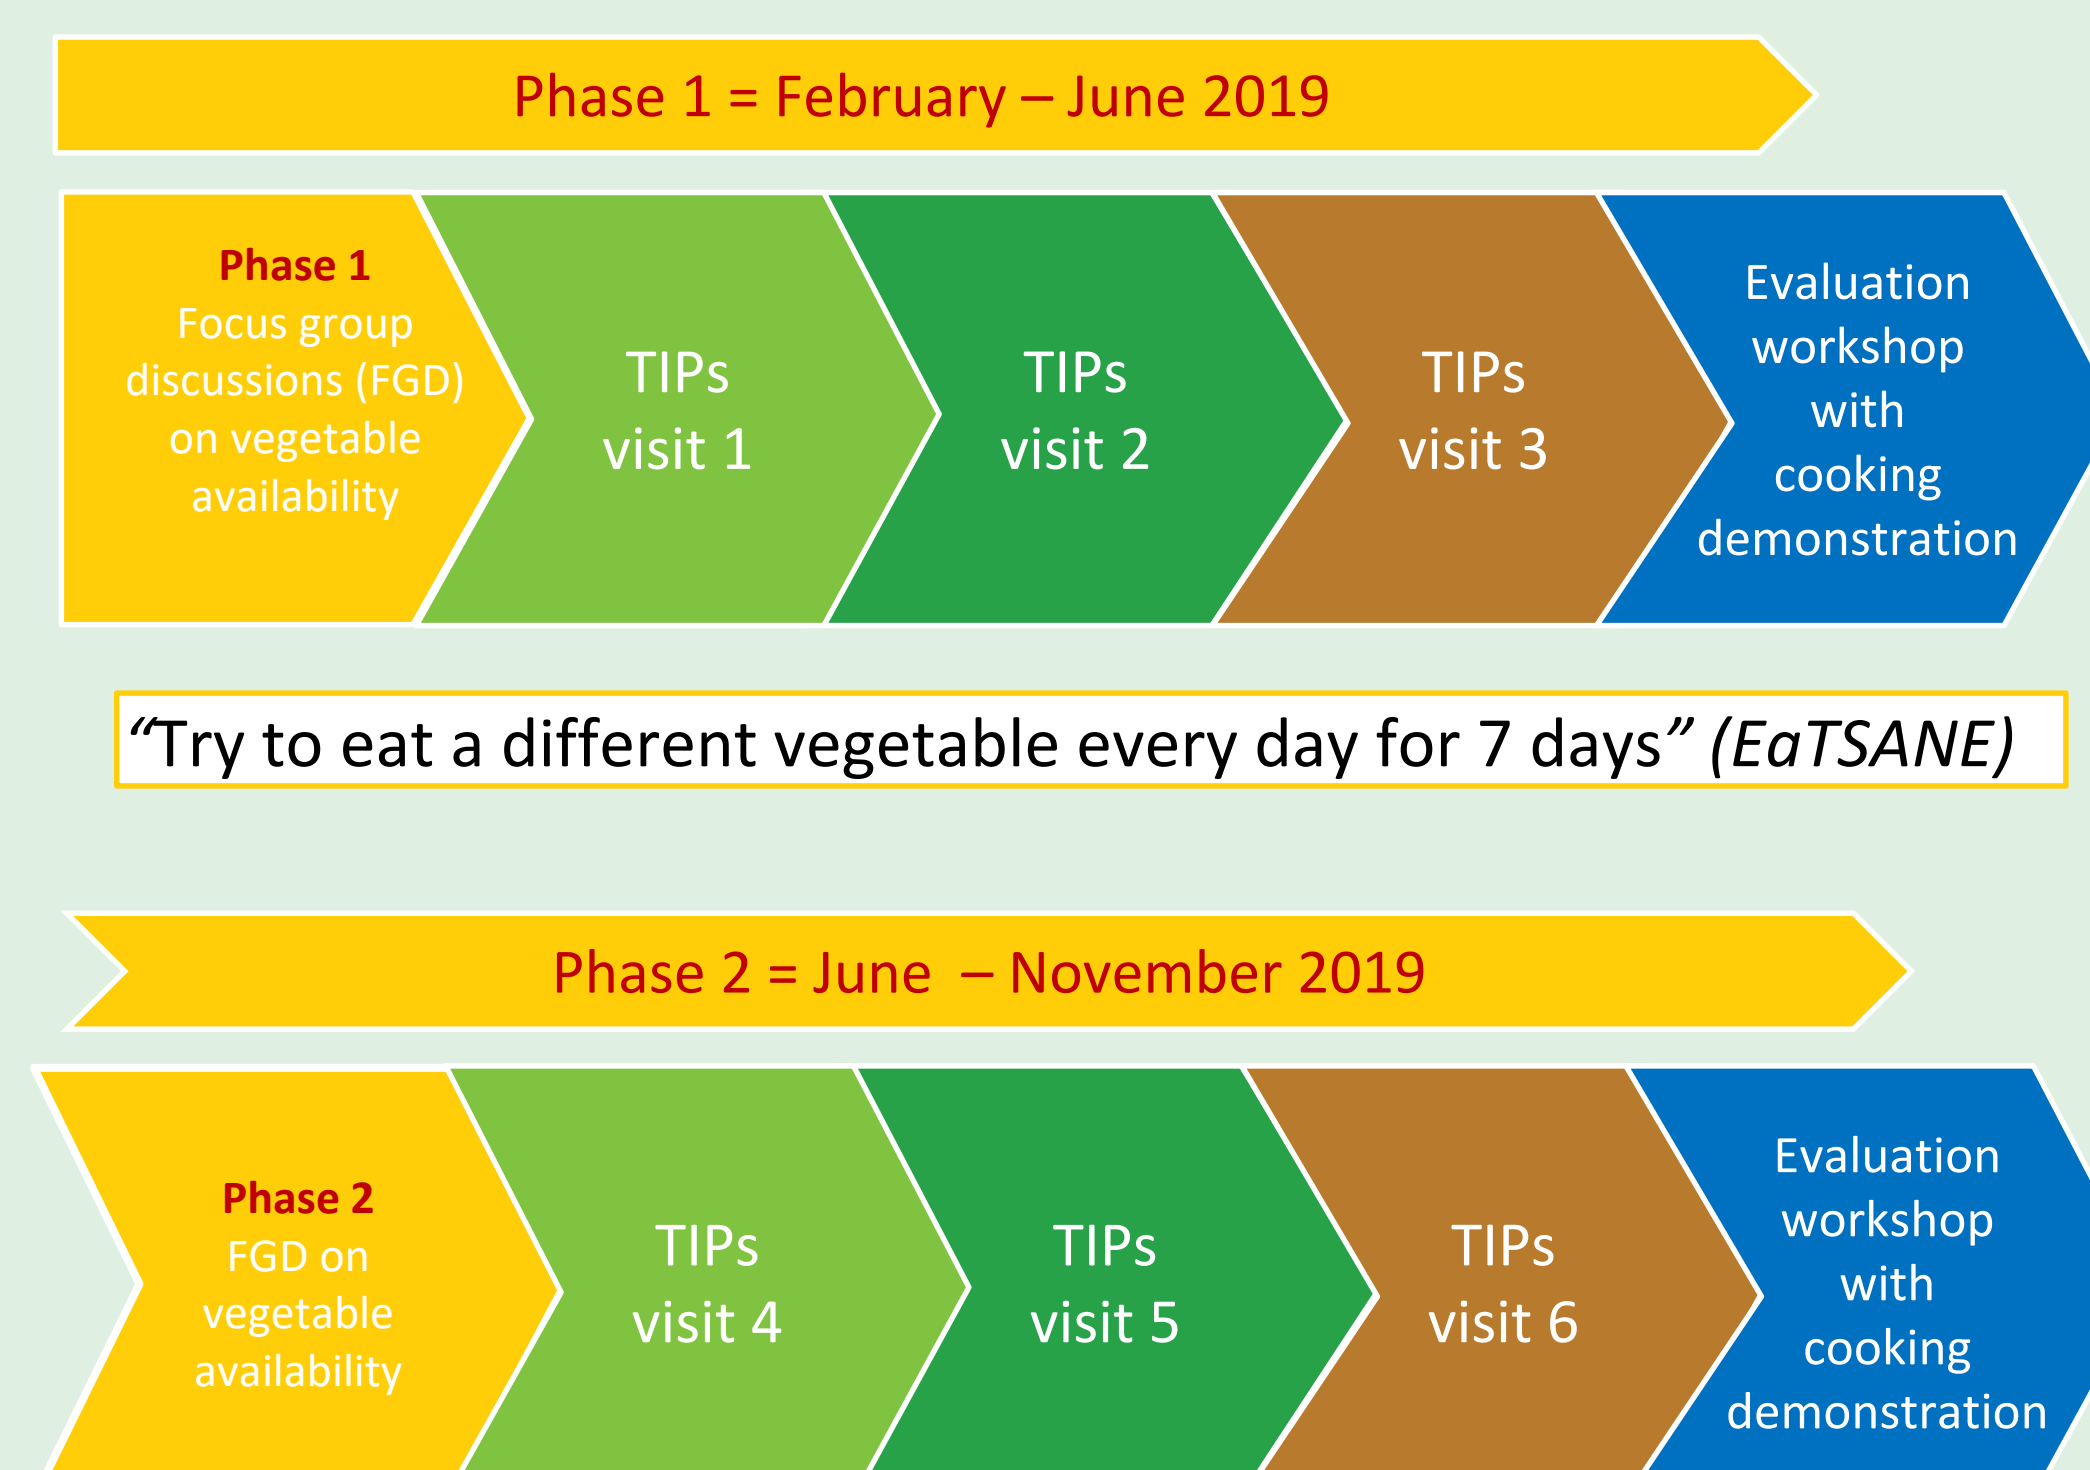 Phase 1 = February – June 2019
Phase 1
Focus group
discussions (FGD)
on vegetable
availability
TIPs
visit 1
TIPs
visit 2
TIPs
visit 3
Evaluation
workshop
with
cooking
demonstration
“Try to eat a different vegetable every day for 7 days” (EaTSANE)
Phase 2 = June – November 2019
Phase 2
FGD on
vegetable
availability
TIPs
visit 4
TIPs
visit 5
TIPs
visit 6
Evaluation
workshop
with
cooking
demonstration